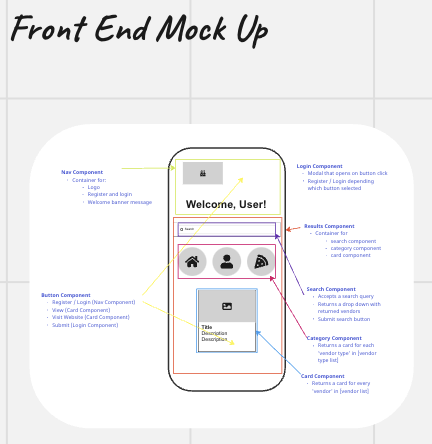 Front End Mock Up
Nav Component
Container for:
Logo
Register and login
Welcome banner message
Welcome, User!
Search
Title
Description
Description
Button Component
Register / Login [Nav Component]
View [Card Component]
Visit Website [Card Component]
Submit [Login Component]
Login Component
Modal that opens on button click
Register / Login depending
which button selected
Results Component
Container for
search component
category component
card component
Search Component
Accepts a search query
Returns a drop down with
returned vendors
Submit search button
Category Component
Returns a card for each
'vendor type' in [vendor
type list]
Card Component
Returns a card for every
'vendor' in [vendor list]